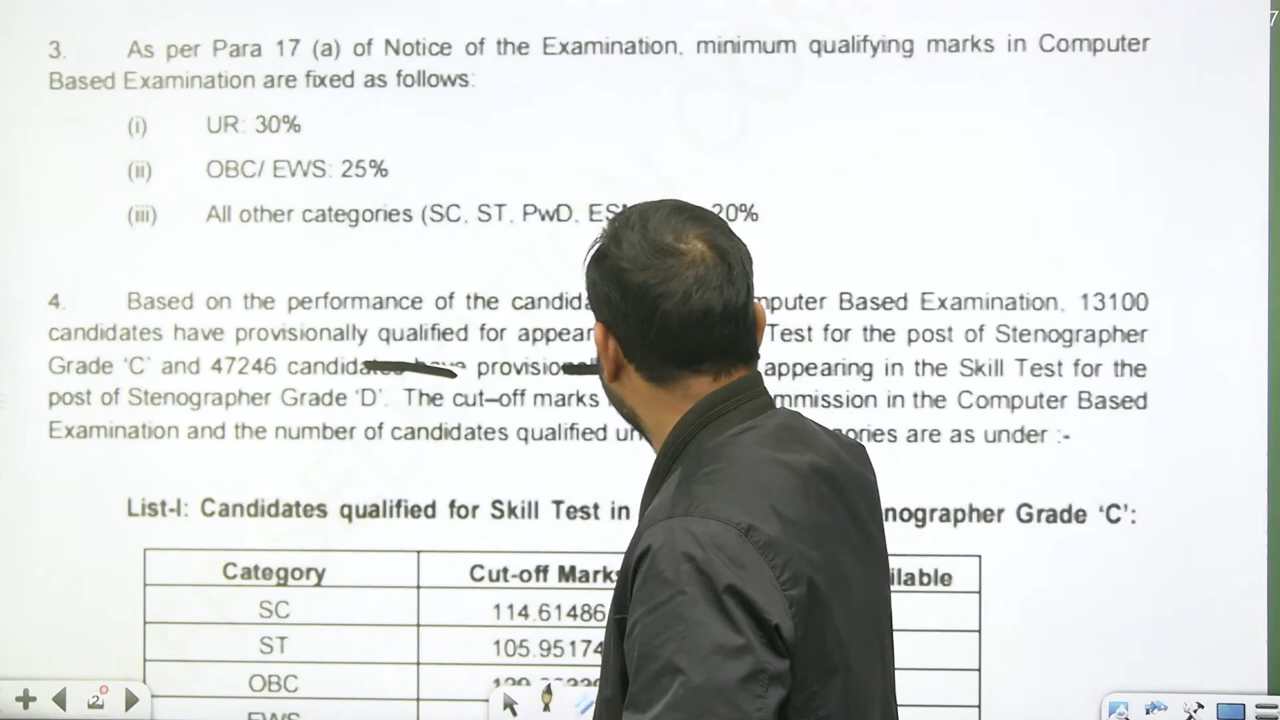 3. As per Para 17 (a) of Notice of the Examination, minimum qualifying marks in Computer
Based Examination are fixed as follows:
(i) UR: 30%
(ii) OBC/ EWS: 25%
(iii) All other categories (SC, ST, PwD, 20%
4. Based on the performance of the Based Examination, 13100
candidates have provisionally qualified for Test for the post of Stenographer
Grade 'C' and 47246 appearing in the Skill Test for the
post of Stenographer Grade 'D'. The cut–off marks in the Computer Based
Examination and the number of candidates qualified are as under :-
List-I: Candidates qualified for Skill Test in Grade 'C':
Category Cut-off Marks
SC 114.61486
ST 105.95174
OBC
EWS
2
7